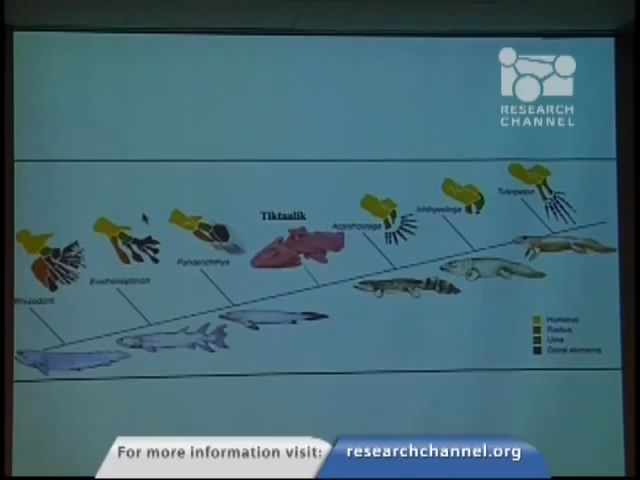 RESEARCH
CHANNEL
Tulerpeton
Ichthyostega
Acanthostega
Tiktaalik
Panderichthys
Eusthenopteron
Rhizodont
Humerus
Radius
Ulna
Distal elements
For more information visit: researchchannel.org